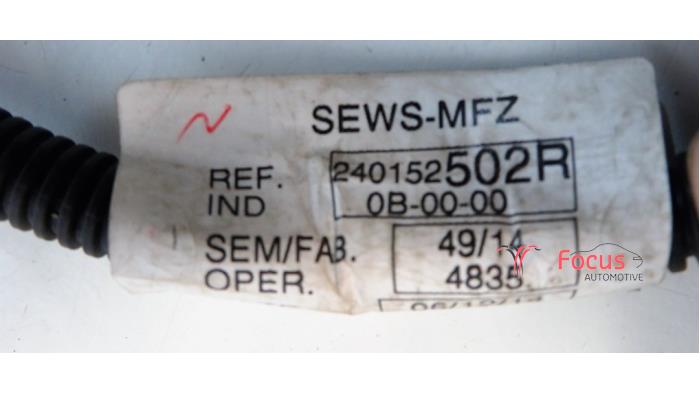 SEWS-MFZ
REF. 240152502R
IND 0B-00-00
SEM/FAB. 49/14
OPER. 4835
Focus
AUTOMOTIVE